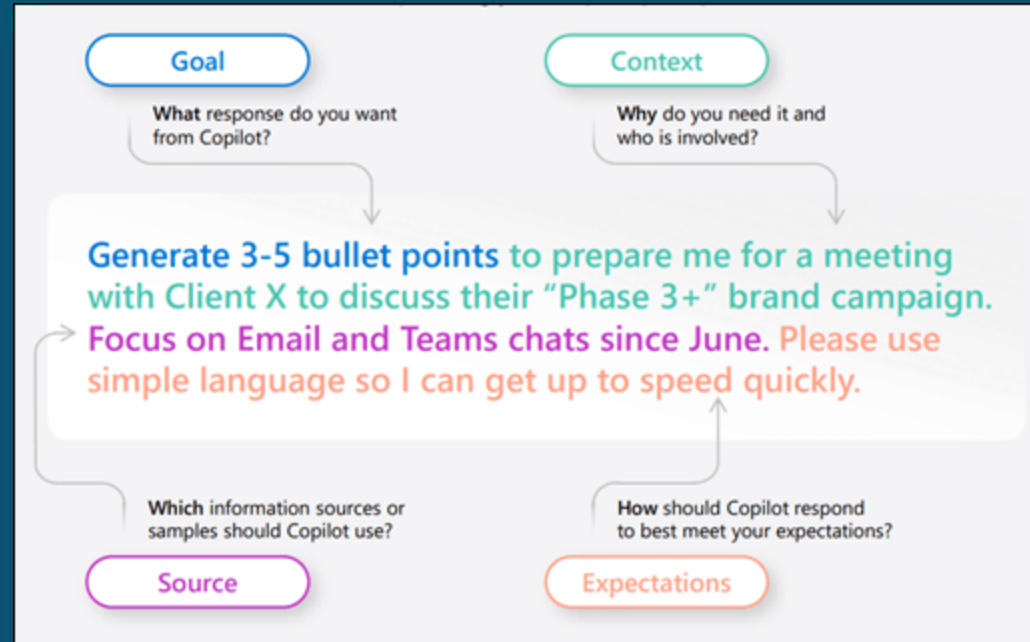 Goal
Context
What response do you want
from Copilot?
Why do you need it and
who is involved?
Generate 3-5 bullet points to prepare me for a meeting
with Client X to discuss their “Phase 3+” brand campaign.
Focus on Email and Teams chats since June. Please use
simple language so I can get up to speed quickly.
Which information sources or
samples should Copilot use?
How should Copilot respond
to best meet your expectations?
Source
Expectations